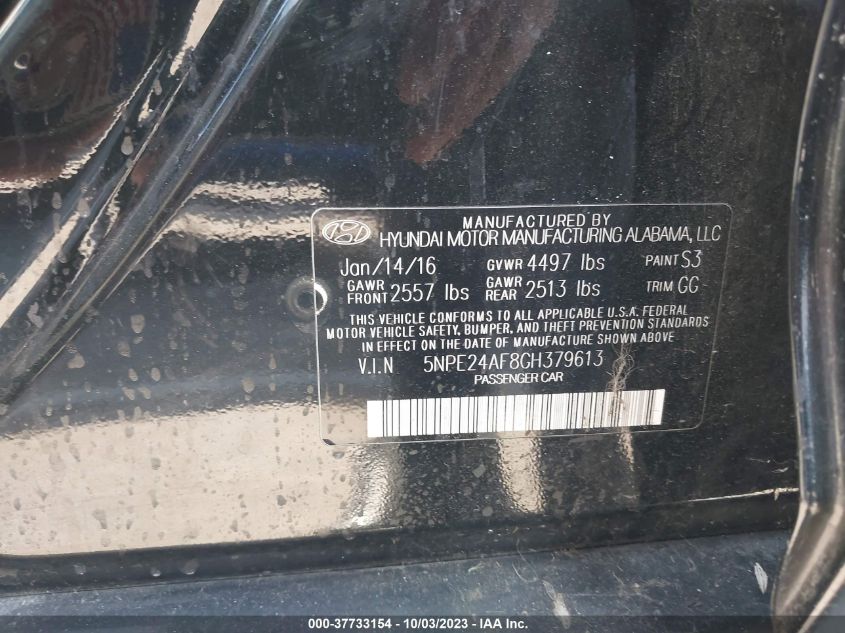 MANUFACTURED BY
HYUNDAI MOTOR MANUFACTURING ALABAMA, LLC
Jan/14/16 GVWR 4497 lbs PAINT S3
GAWR FRONT 2557 lbs GAWR REAR 2513 lbs TRIM GG
THIS VEHICLE CONFORMS TO ALL APPLICABLE U.S.A. FEDERAL
MOTOR VEHICLE SAFETY, BUMPER, AND THEFT PREVENTION STANDARDS
IN EFFECT ON THE DATE OF MANUFACTURE SHOWN ABOVE
V.I.N 5NPE24AF8GH379613
PASSENGER CAR
000-37733154 - 10/03/2023 - #########